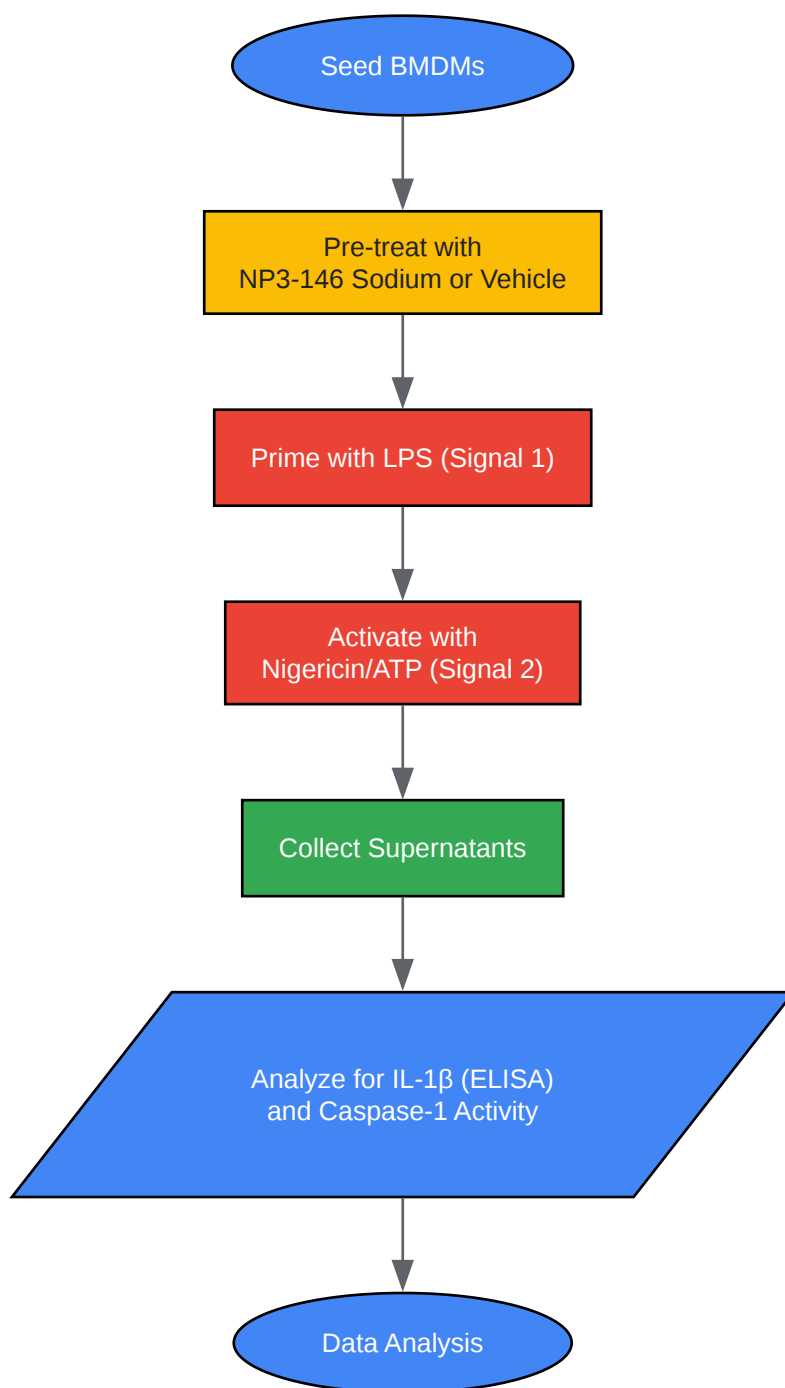 Seed BMDMs
Pre-treat with
NP3-146 Sodium or Vehicle
Prime with LPS (Signal 1)
Activate with
Nigericin/ATP (Signal 2)
Collect Supernatants
Analyze for IL-1β (ELISA)
and Caspase-1 Activity
Data Analysis